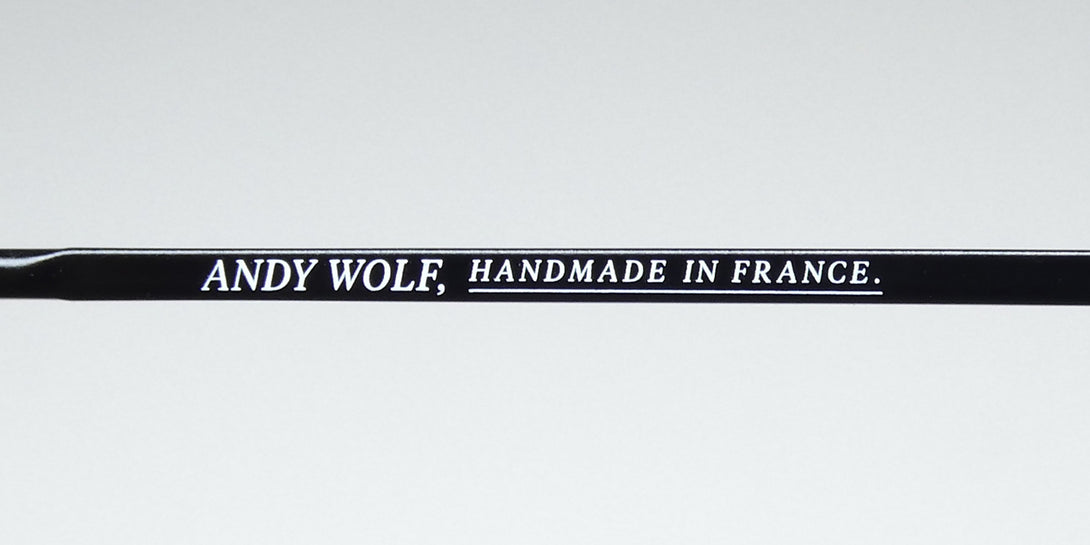 ANDY WOLF, HANDMADE IN FRANCE.